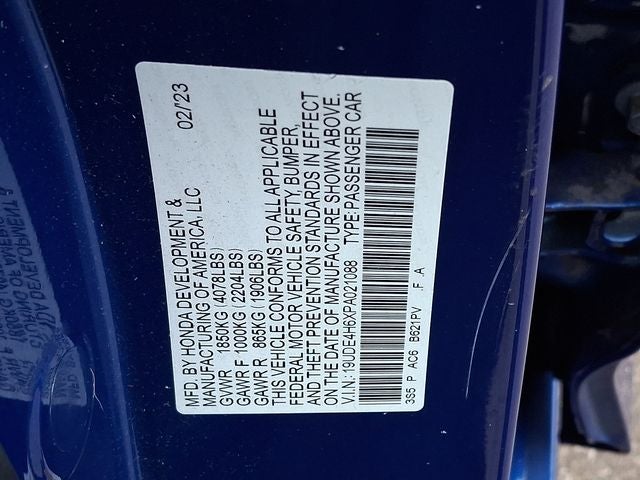 MFD. BY HONDA DEVELOPMENT & 02/'23
MANUFACTURING OF AMERICA, LLC
GVWR 1850KG (4078LBS)
GAWR F 1000KG (2204LBS)
GAWR R 865KG (1906LBS)
THIS VEHICLE CONFORMS TO ALL APPLICABLE
FEDERAL MOTOR VEHICLE SAFETY, BUMPER,
AND THEFT PREVENTION STANDARDS IN EFFECT
ON THE DATE OF MANUFACTURE SHOWN ABOVE.
V.I.N.: 19UDE4H6XPA021088 TYPE:PASSENGER CAR
3S5 P AC6 B621PV .F .A